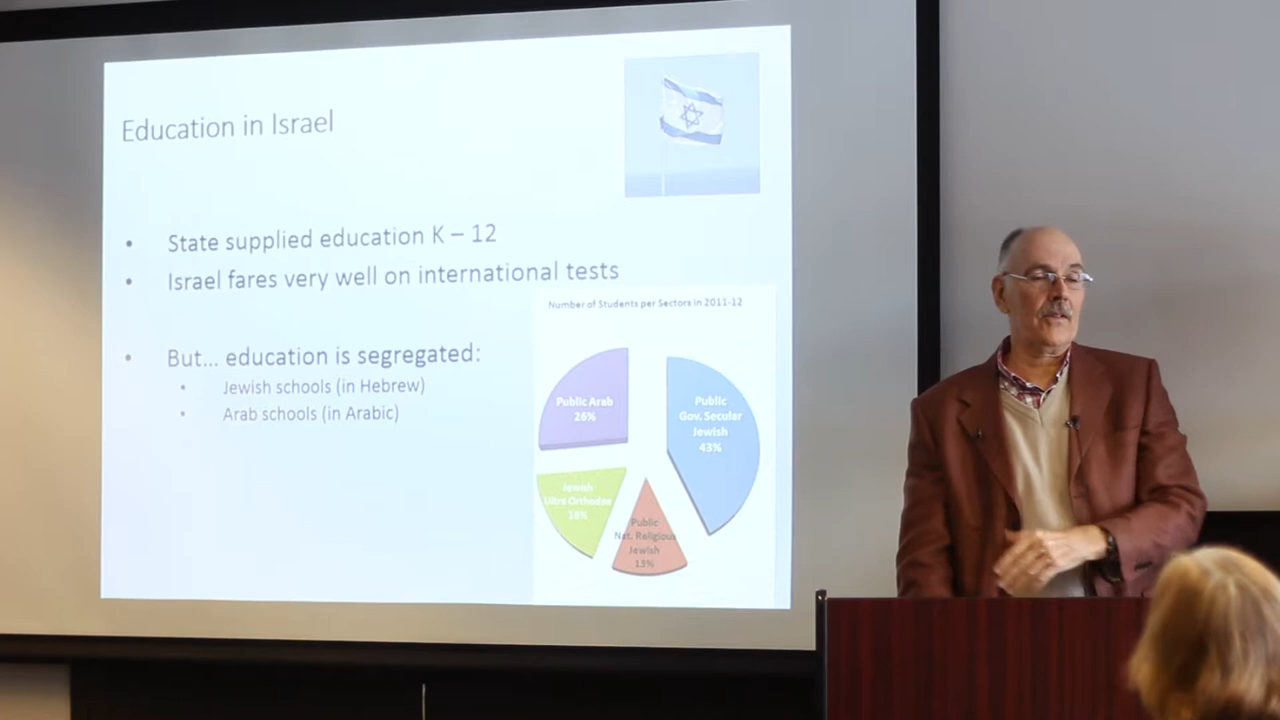 Education in Israel
• State supplied education K – 12
• Israel fares very well on international tests
• But... education is segregated:
• Jewish schools (in Hebrew)
• Arab schools (in Arabic)
Number of Students per Sectors in 2011-12
Public Arab
26%
Public
Gov. Secular
Jewish
43%
Jewish
Ultra Orthodox
Public
Nat. Religious
Jewish
13%